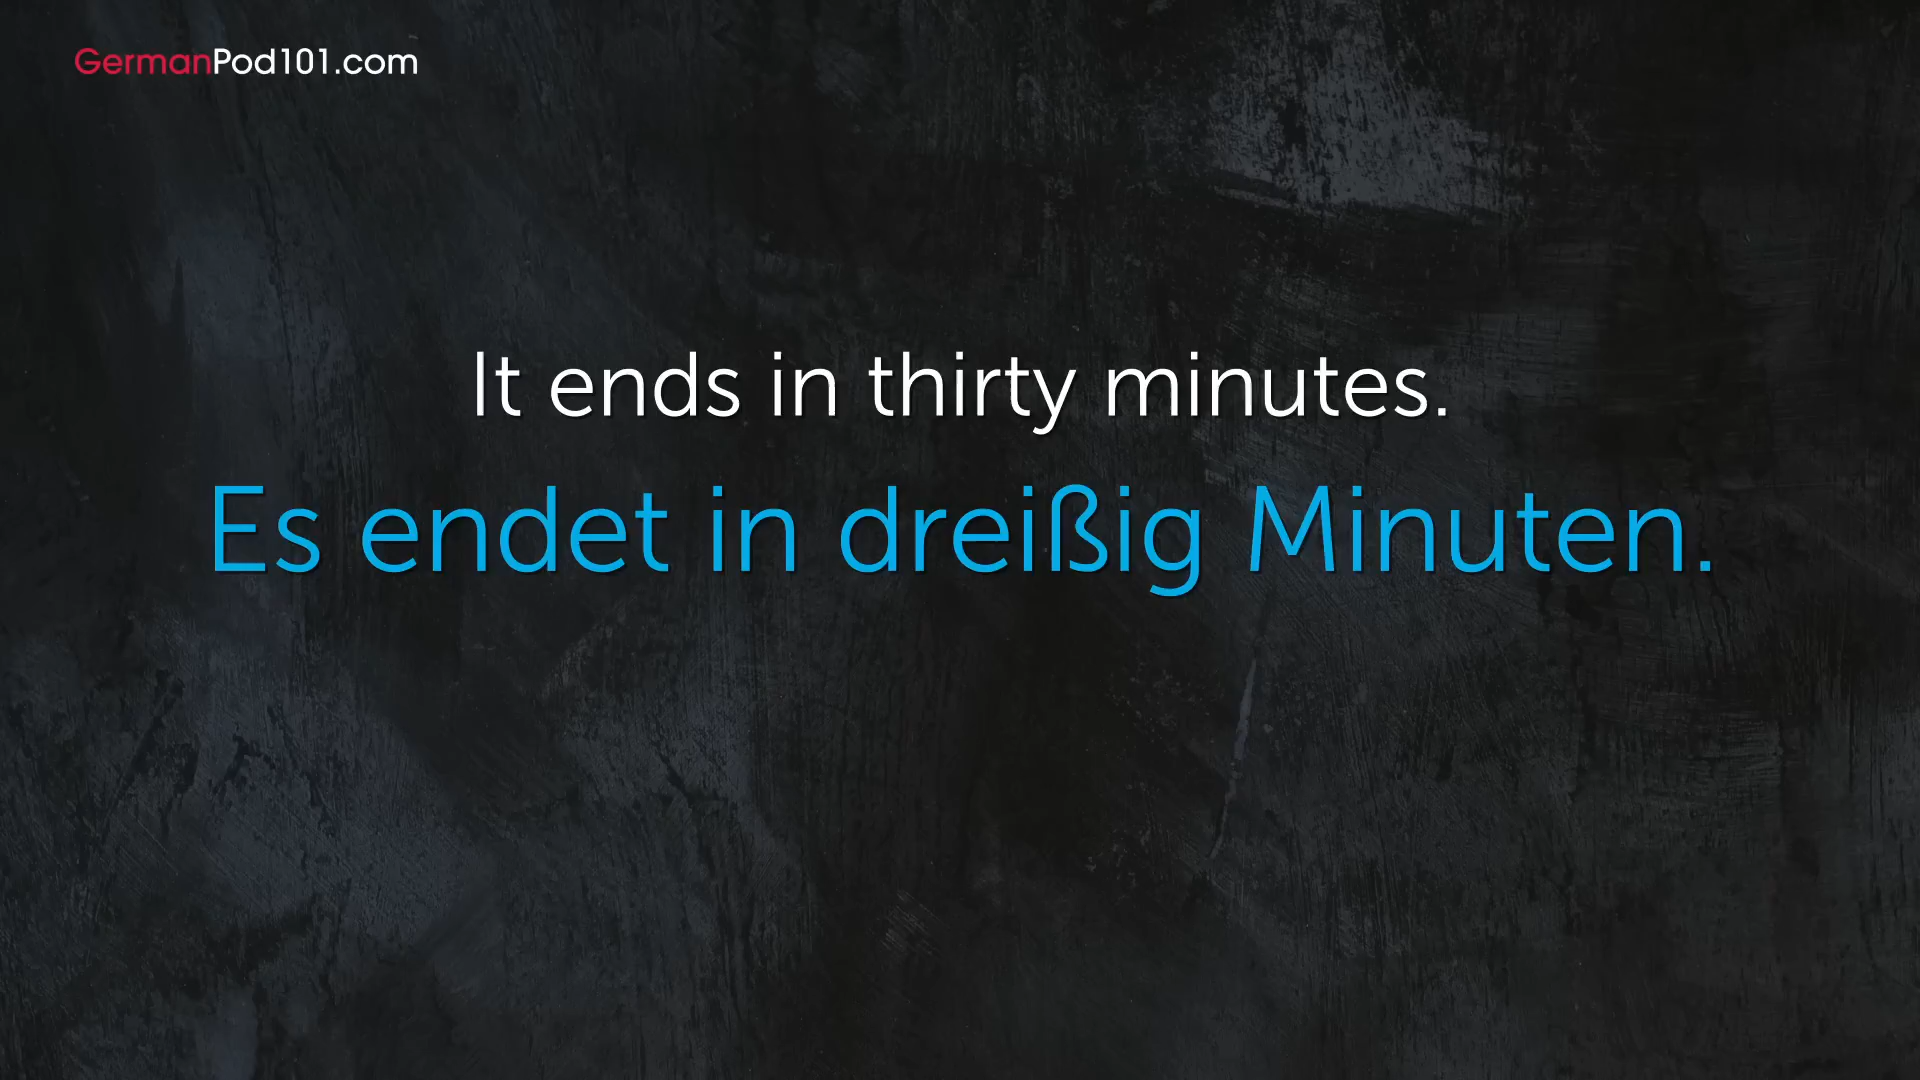 GermanPod101.com
It ends in thirty minutes.
Es endet in dreißig Minuten.